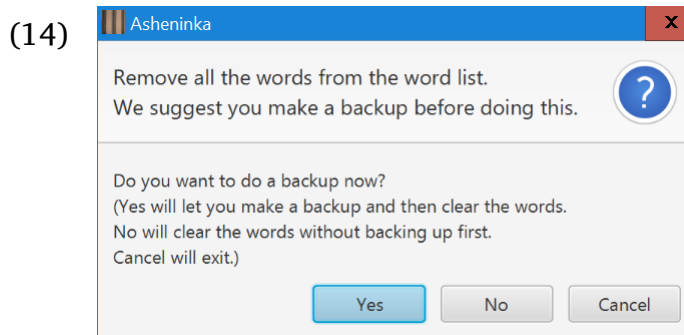 (14)
Asheninka
x
Remove all the words from the word list.
We suggest you make a backup before doing this.
?
Do you want to do a backup now?
(Yes will let you make a backup and then clear the words.
No will clear the words without backing up first.
Cancel will exit.)
Yes No Cancel